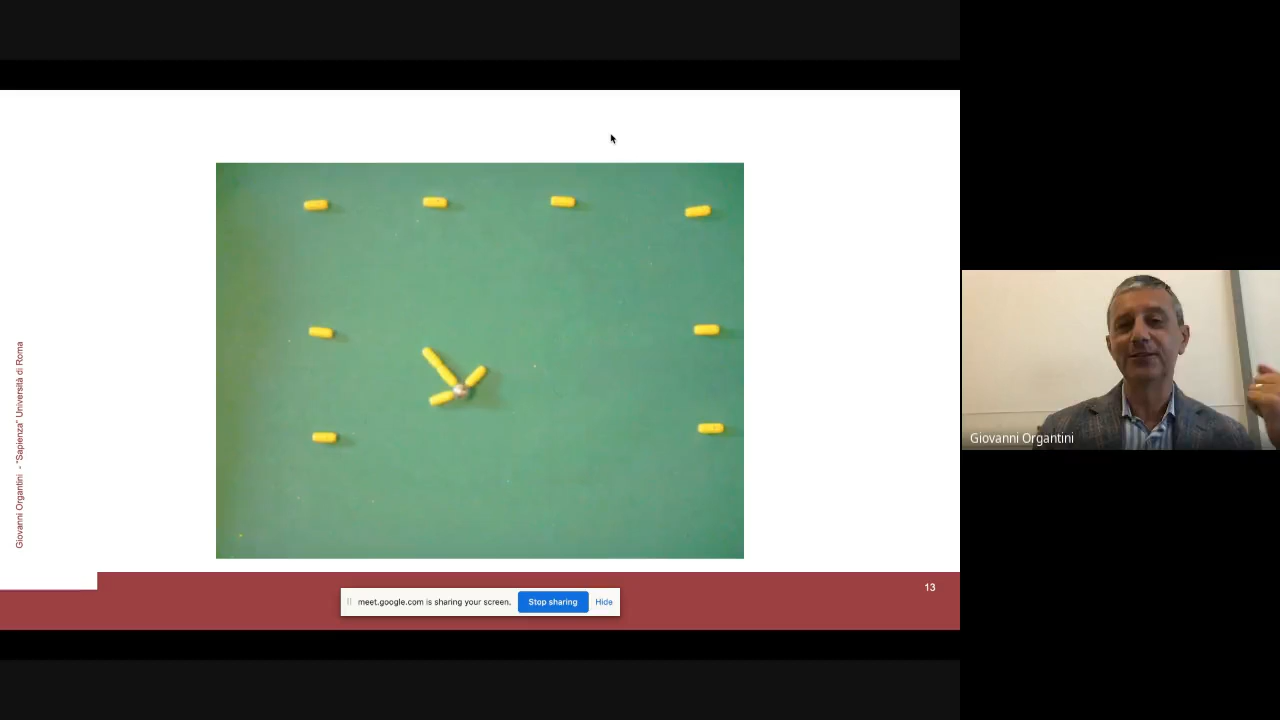 Giovanni Organtini - "Sapienza" Università di Roma
13
meet.google.com is sharing your screen. Stop sharing Hide
Giovanni Organtini